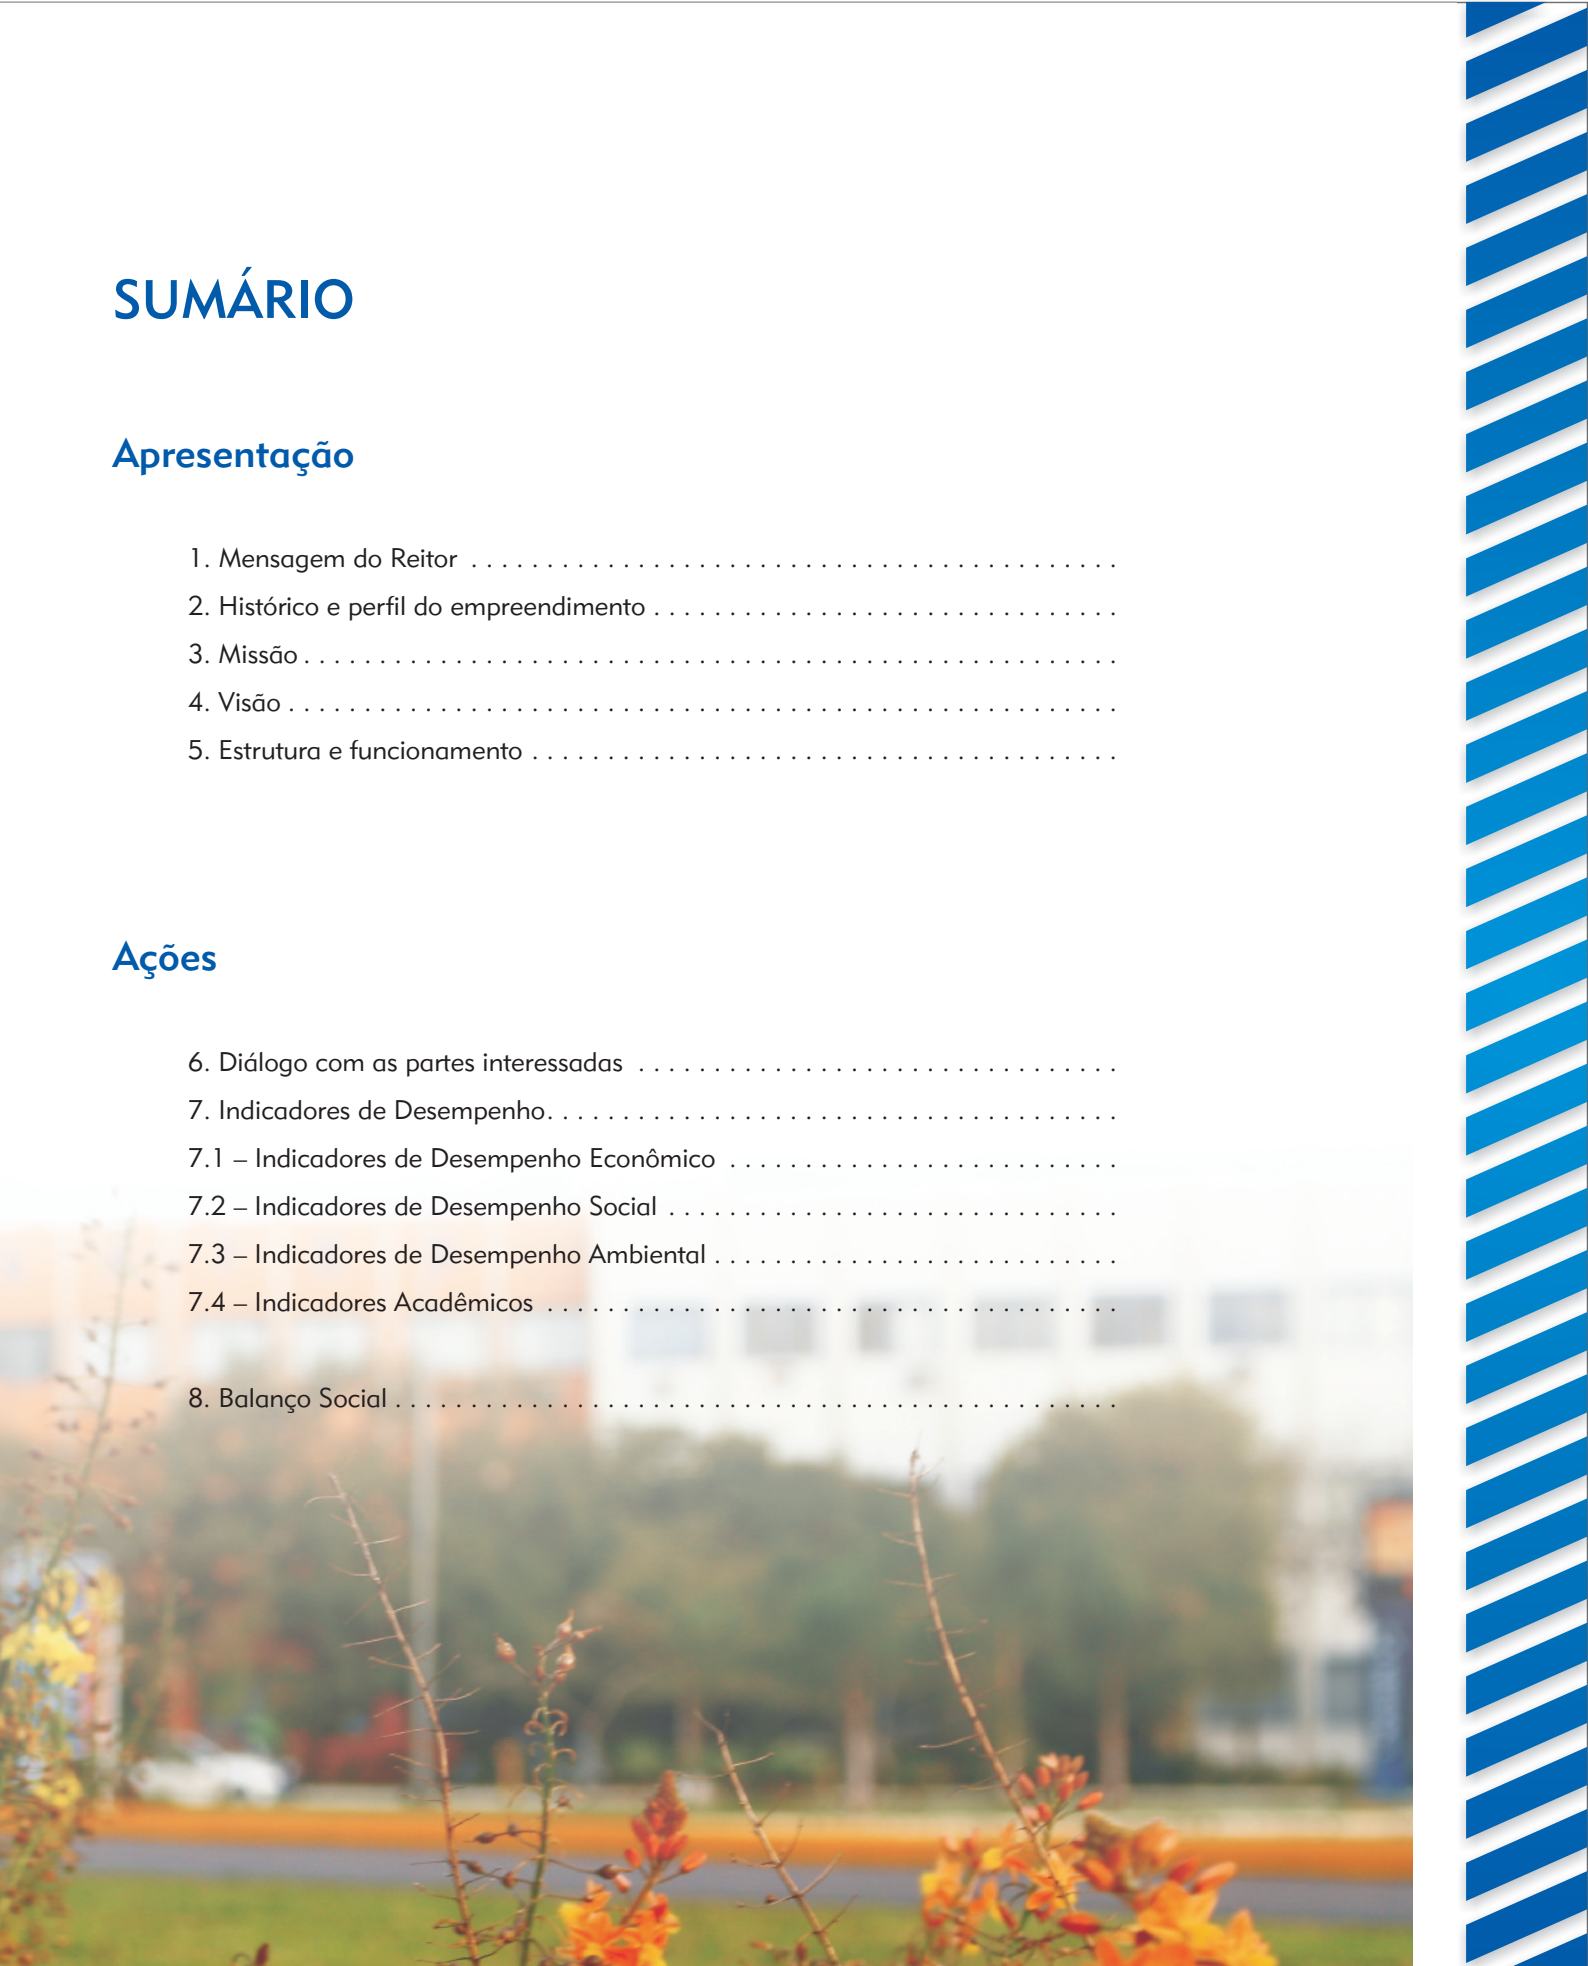 SUMÁRIO
Apresentação
1. Mensagem do Reitor . . . . . . . . . . . . . . . . . . . . . . . . . . . . . . . . . . . . . . . . . . .
2. Histórico e perfil do empreendimento . . . . . . . . . . . . . . . . . . . . . . . . . . . . . . .
3. Missão . . . . . . . . . . . . . . . . . . . . . . . . . . . . . . . . . . . . . . . . . . . . . . . . . . . . . .
4. Visão . . . . . . . . . . . . . . . . . . . . . . . . . . . . . . . . . . . . . . . . . . . . . . . . . . . . . . .
5. Estrutura e funcionamento . . . . . . . . . . . . . . . . . . . . . . . . . . . . . . . . . . . . . . .
Ações
6. Diálogo com as partes interessadas . . . . . . . . . . . . . . . . . . . . . . . . . . . . . . . .
7. Indicadores de Desempenho. . . . . . . . . . . . . . . . . . . . . . . . . . . . . . . . . . . . . .
7.1 – Indicadores de Desempenho Econômico . . . . . . . . . . . . . . . . . . . . . . . . . .
7.2 – Indicadores de Desempenho Social . . . . . . . . . . . . . . . . . . . . . . . . . . . . . .
7.3 – Indicadores de Desempenho Ambiental . . . . . . . . . . . . . . . . . . . . . . . . . . .
7.4 – Indicadores Acadêmicos . . . . . . . . . . . . . . . . . . . . . . . . . . . . . . . . . . . . . .
8. Balanço Social . . . . . . . . . . . . . . . . . . . . . . . . . . . . . . . . . . . . . . . . . . . . . . . .